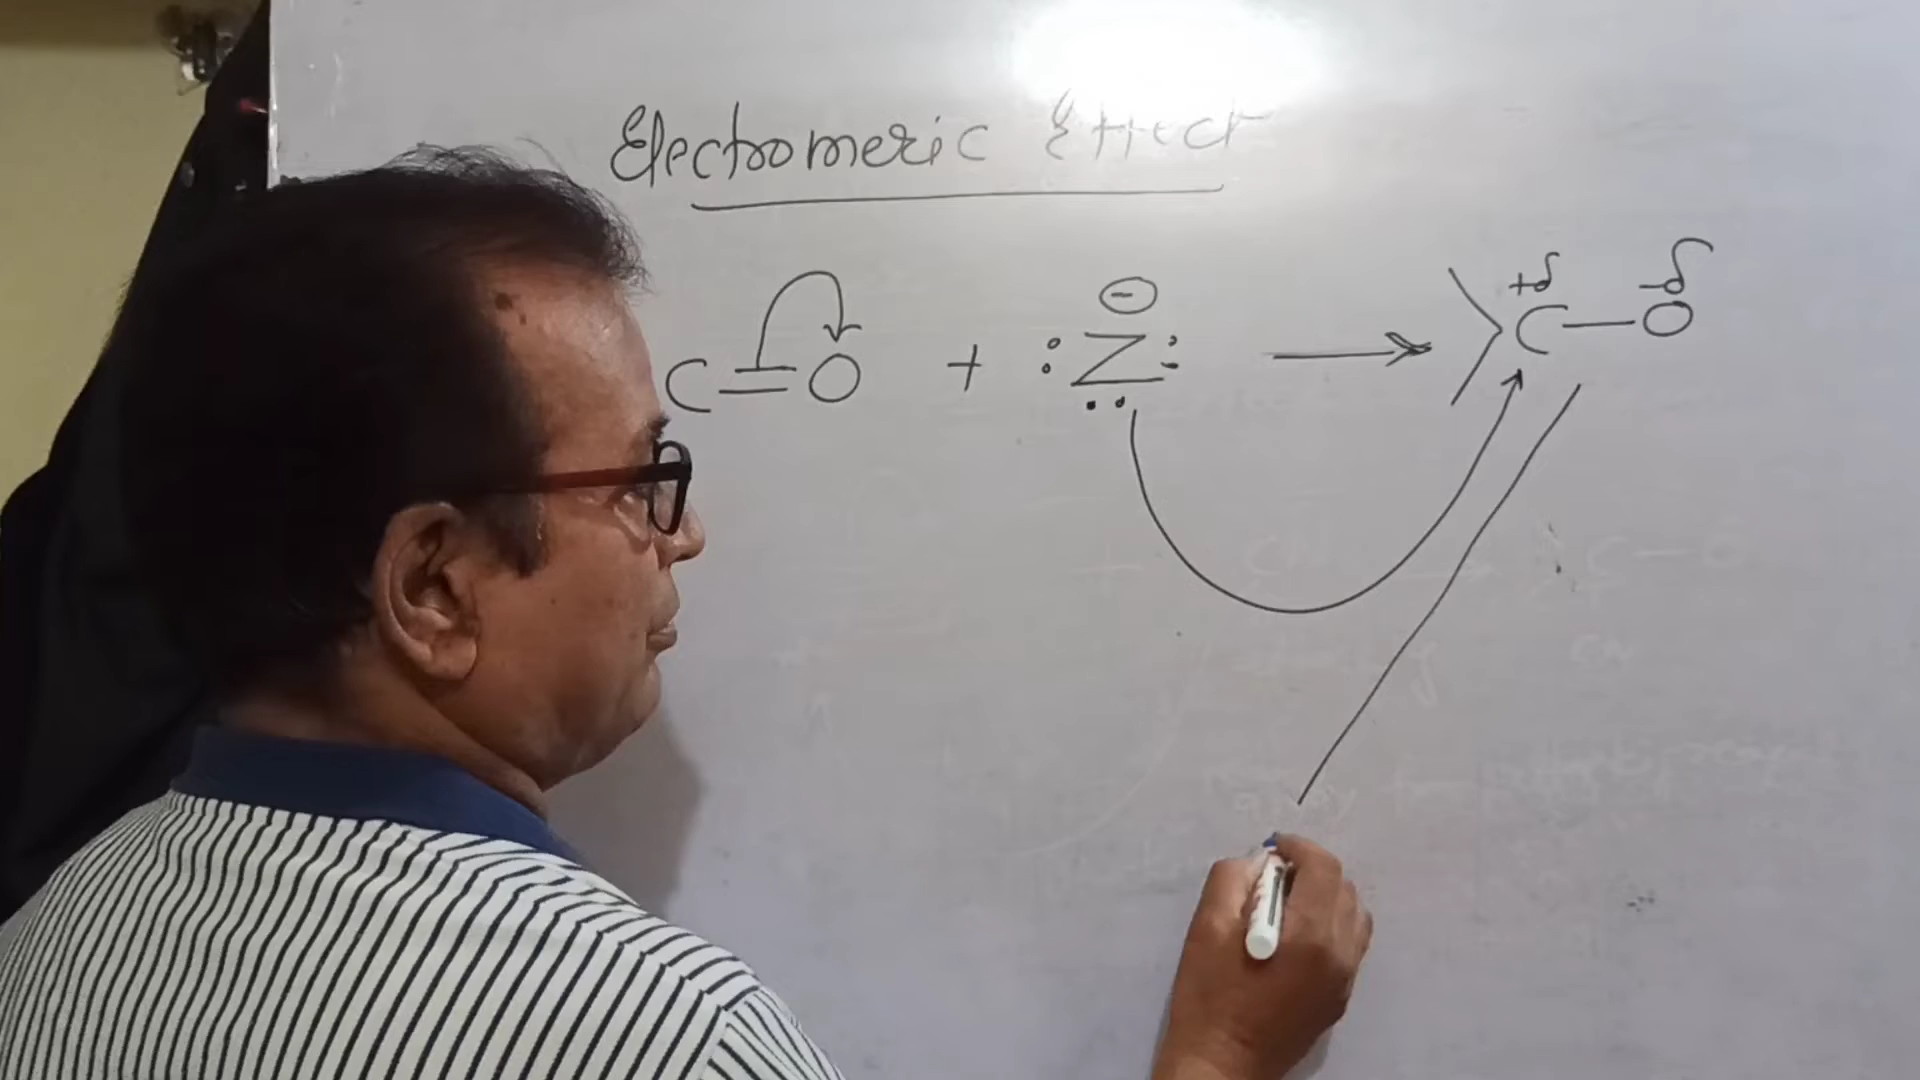 Electromeric Effect
C=O + :Z̤:⊖ → >C—O
+δ -δ